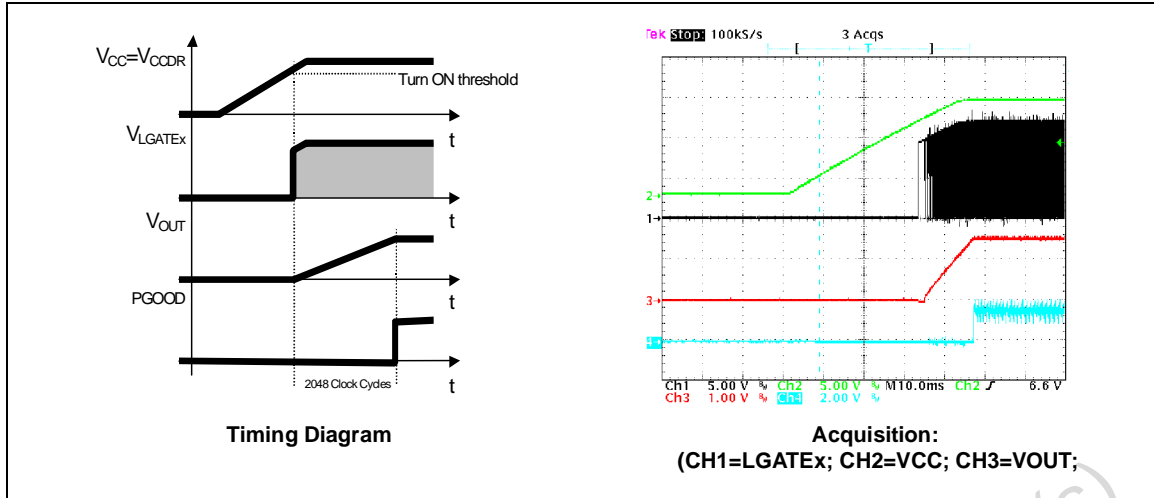 VCC=VCCDR
Turn ON threshold
t
VLGATEx
t
VOUT
t
PGOOD
2048 Clock Cycles
t
Timing Diagram
Tek Stop: 100kS/s 3 Acqs
[ T ]
2→
1→
3→
4→
Ch1 5.00 V Ch2 5.00 V M 10.0ms Ch2 6.6 V
Ch3 1.00 V Ch4 2.00 V
Acquisition:
(CH1=LGATEx; CH2=VCC; CH3=VOUT;